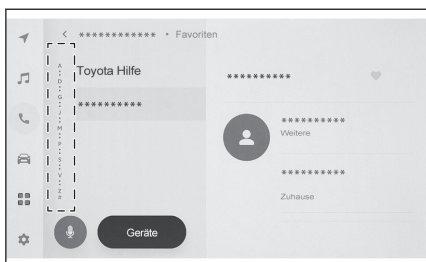 < ************ • Favoriten
A
•
D
•
G
•
J
•
M
•
P
•
S
•
V
•
Z
#
Toyota Hilfe
**********
**********
**********
Weitere
**********
Zuhause
Geräte